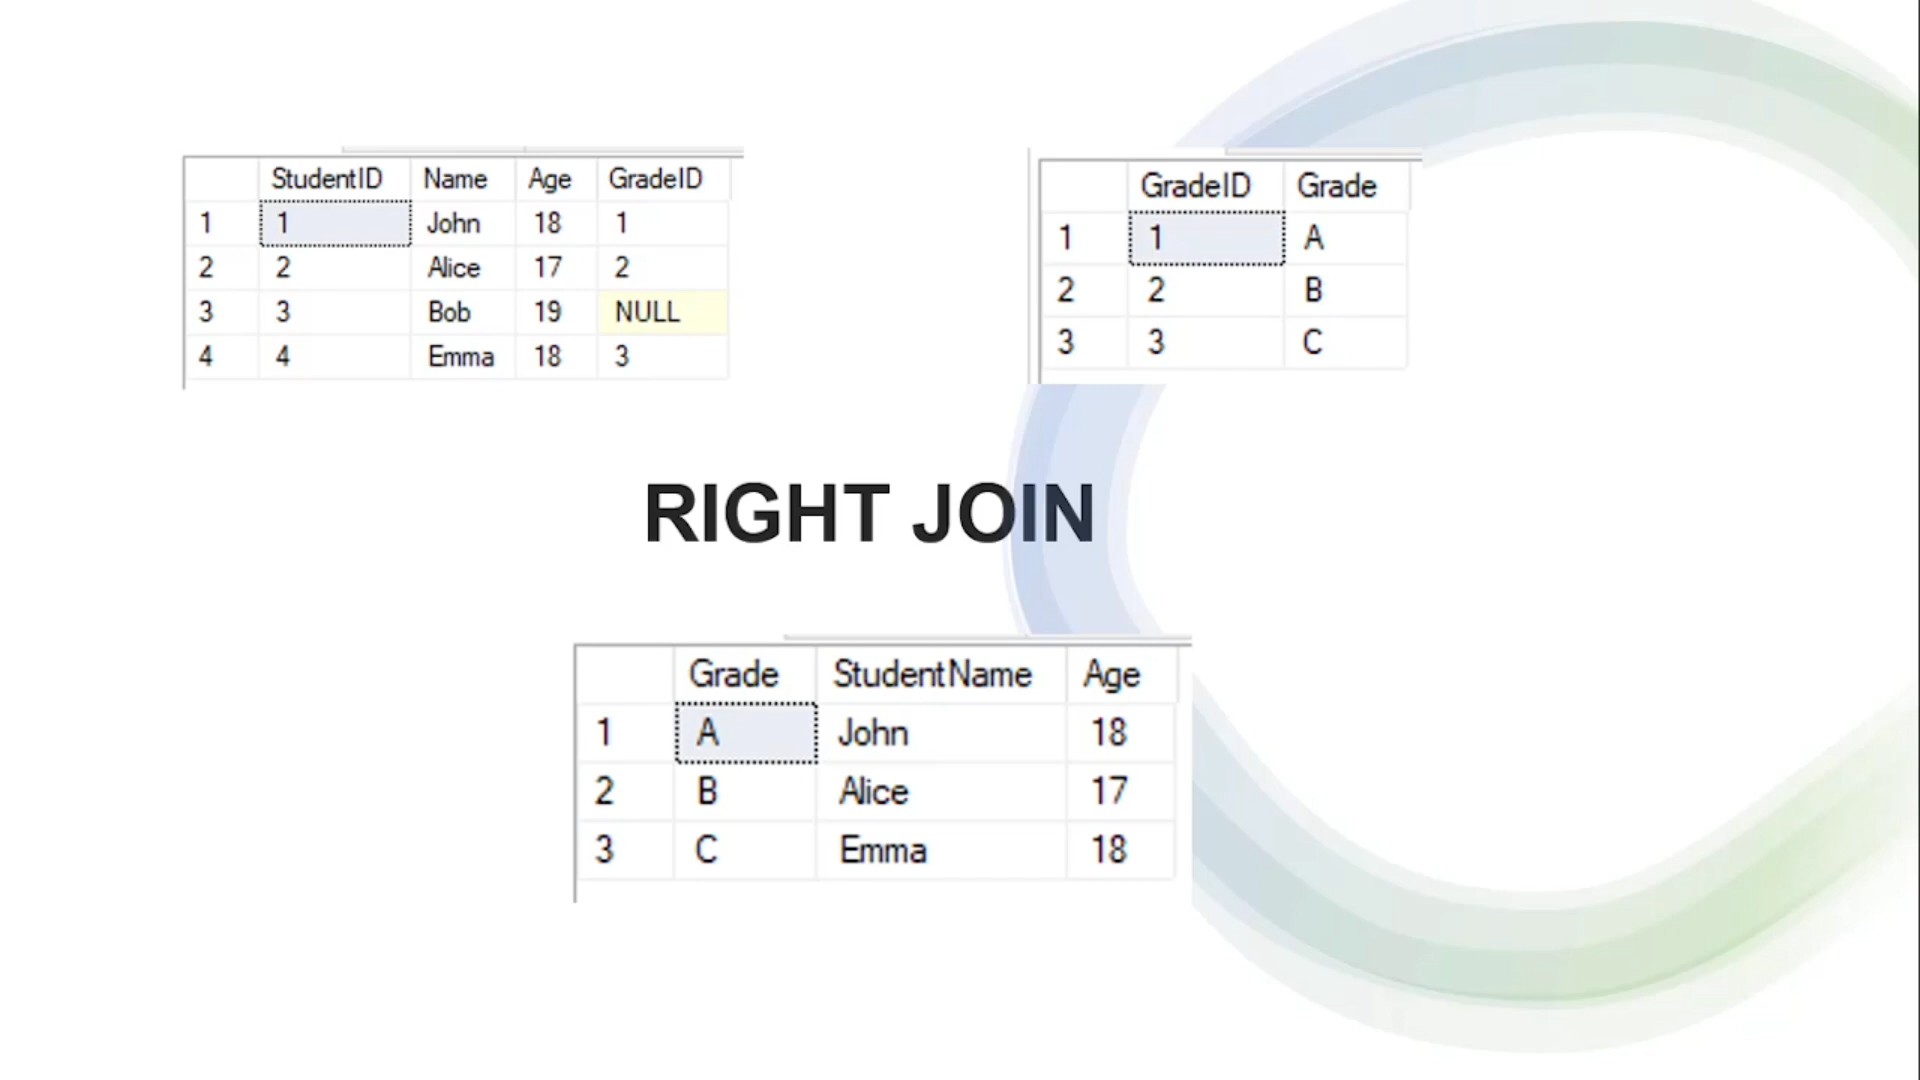 StudentID Name Age GradeID
1 1 John 18 1
2 2 Alice 17 2
3 3 Bob 19 NULL
4 4 Emma 18 3
GradeID Grade
1 1 A
2 2 B
3 3 C
RIGHT JOIN
Grade StudentName Age
1 A John 18
2 B Alice 17
3 C Emma 18